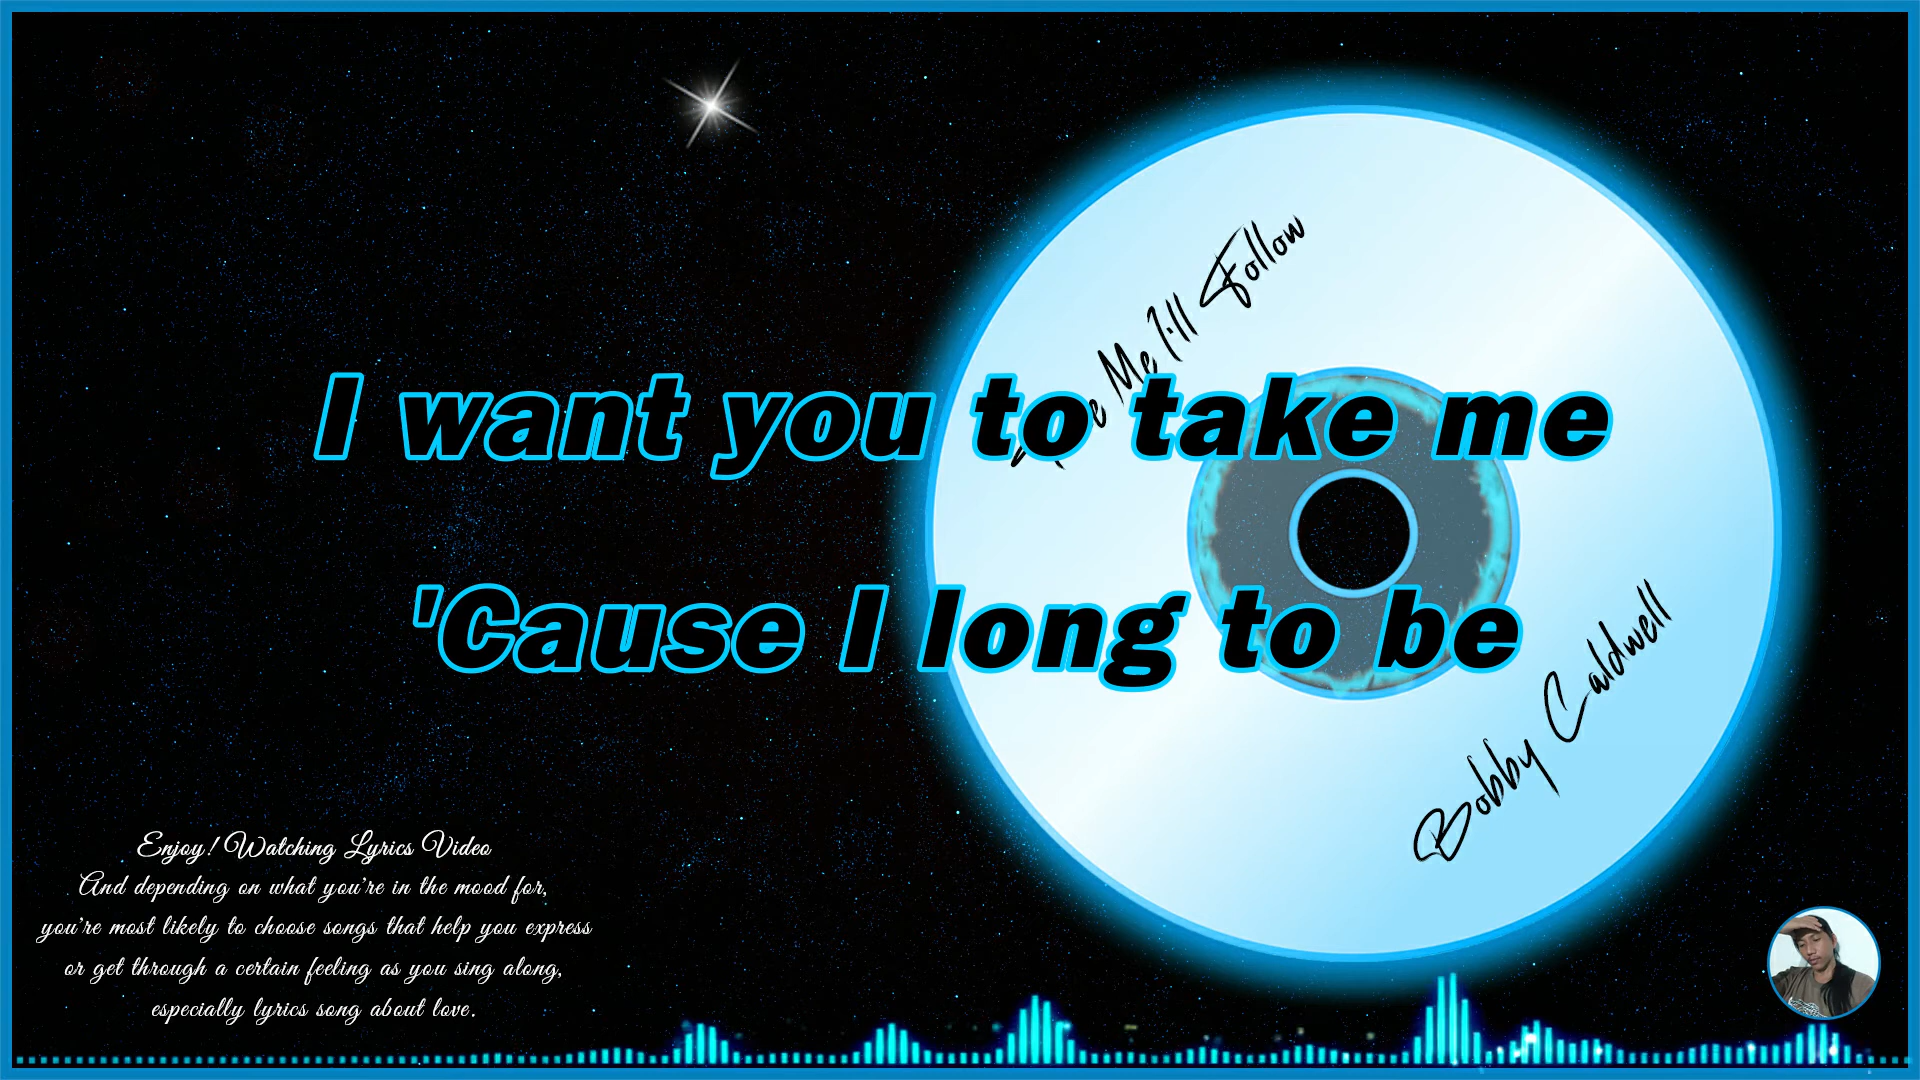 Me I'll Follow
I want you to take me
'Cause I long to be
Bobby Caldwell
Enjoy! Watching Lyrics Video
And depending on what you're in the mood for,
you're most likely to choose songs that help you express
or get through a certain feeling as you sing along,
especially lyrics song about love.